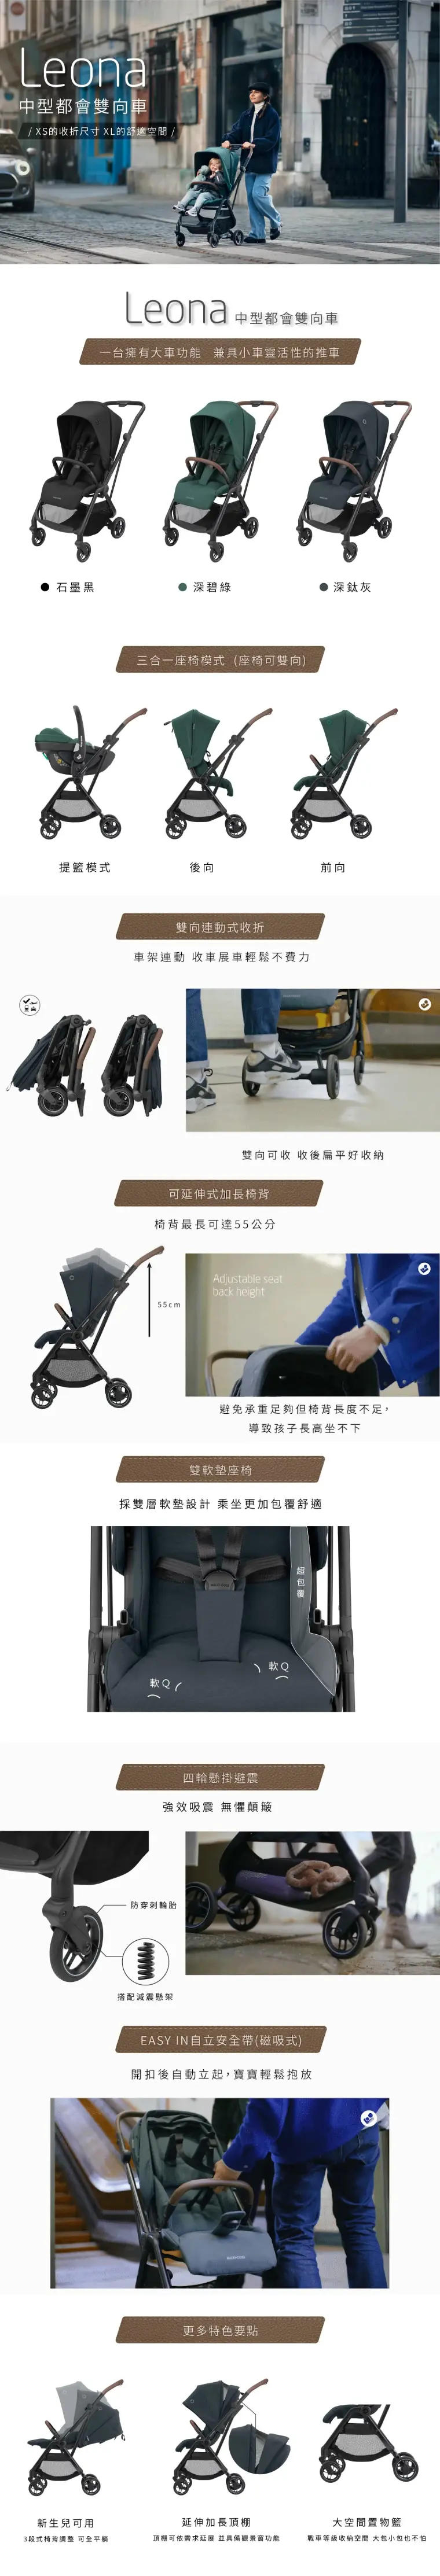 Leona
中型都會雙向車
/ XS的收折尺寸 XL的舒適空間 /
Leona 中型都會雙向車
一台擁有大車功能 兼具小車靈活性的推車
石墨黑
深碧綠
深鈦灰
三合一座椅模式 (座椅可雙向)
提籃模式
後向
前向
雙向連動式收折
車架連動 收車展車輕鬆不費力
雙向可收 收後扁平好收納
可延伸式加長椅背
椅背最長可達55公分
55cm
Adjustable seat
back height
避免承重足夠但椅背長度不足,
導致孩子長高坐不下
雙軟墊座椅
採雙層軟墊設計 乘坐更加包覆舒適
超包覆
軟Q
軟Q
四輪懸掛避震
強效吸震 無懼顛簸
防穿刺輪胎
搭配減震懸架
EASY IN自立安全帶(磁吸式)
開扣後自動立起,寶寶輕鬆抱放
更多特色要點
新生兒可用
3段式椅背調整 可全平躺
延伸加長頂棚
頂棚可依需求延展 並具備觀景窗功能
大空間置物籃
戰車等級收納空間 大包小包也不怕